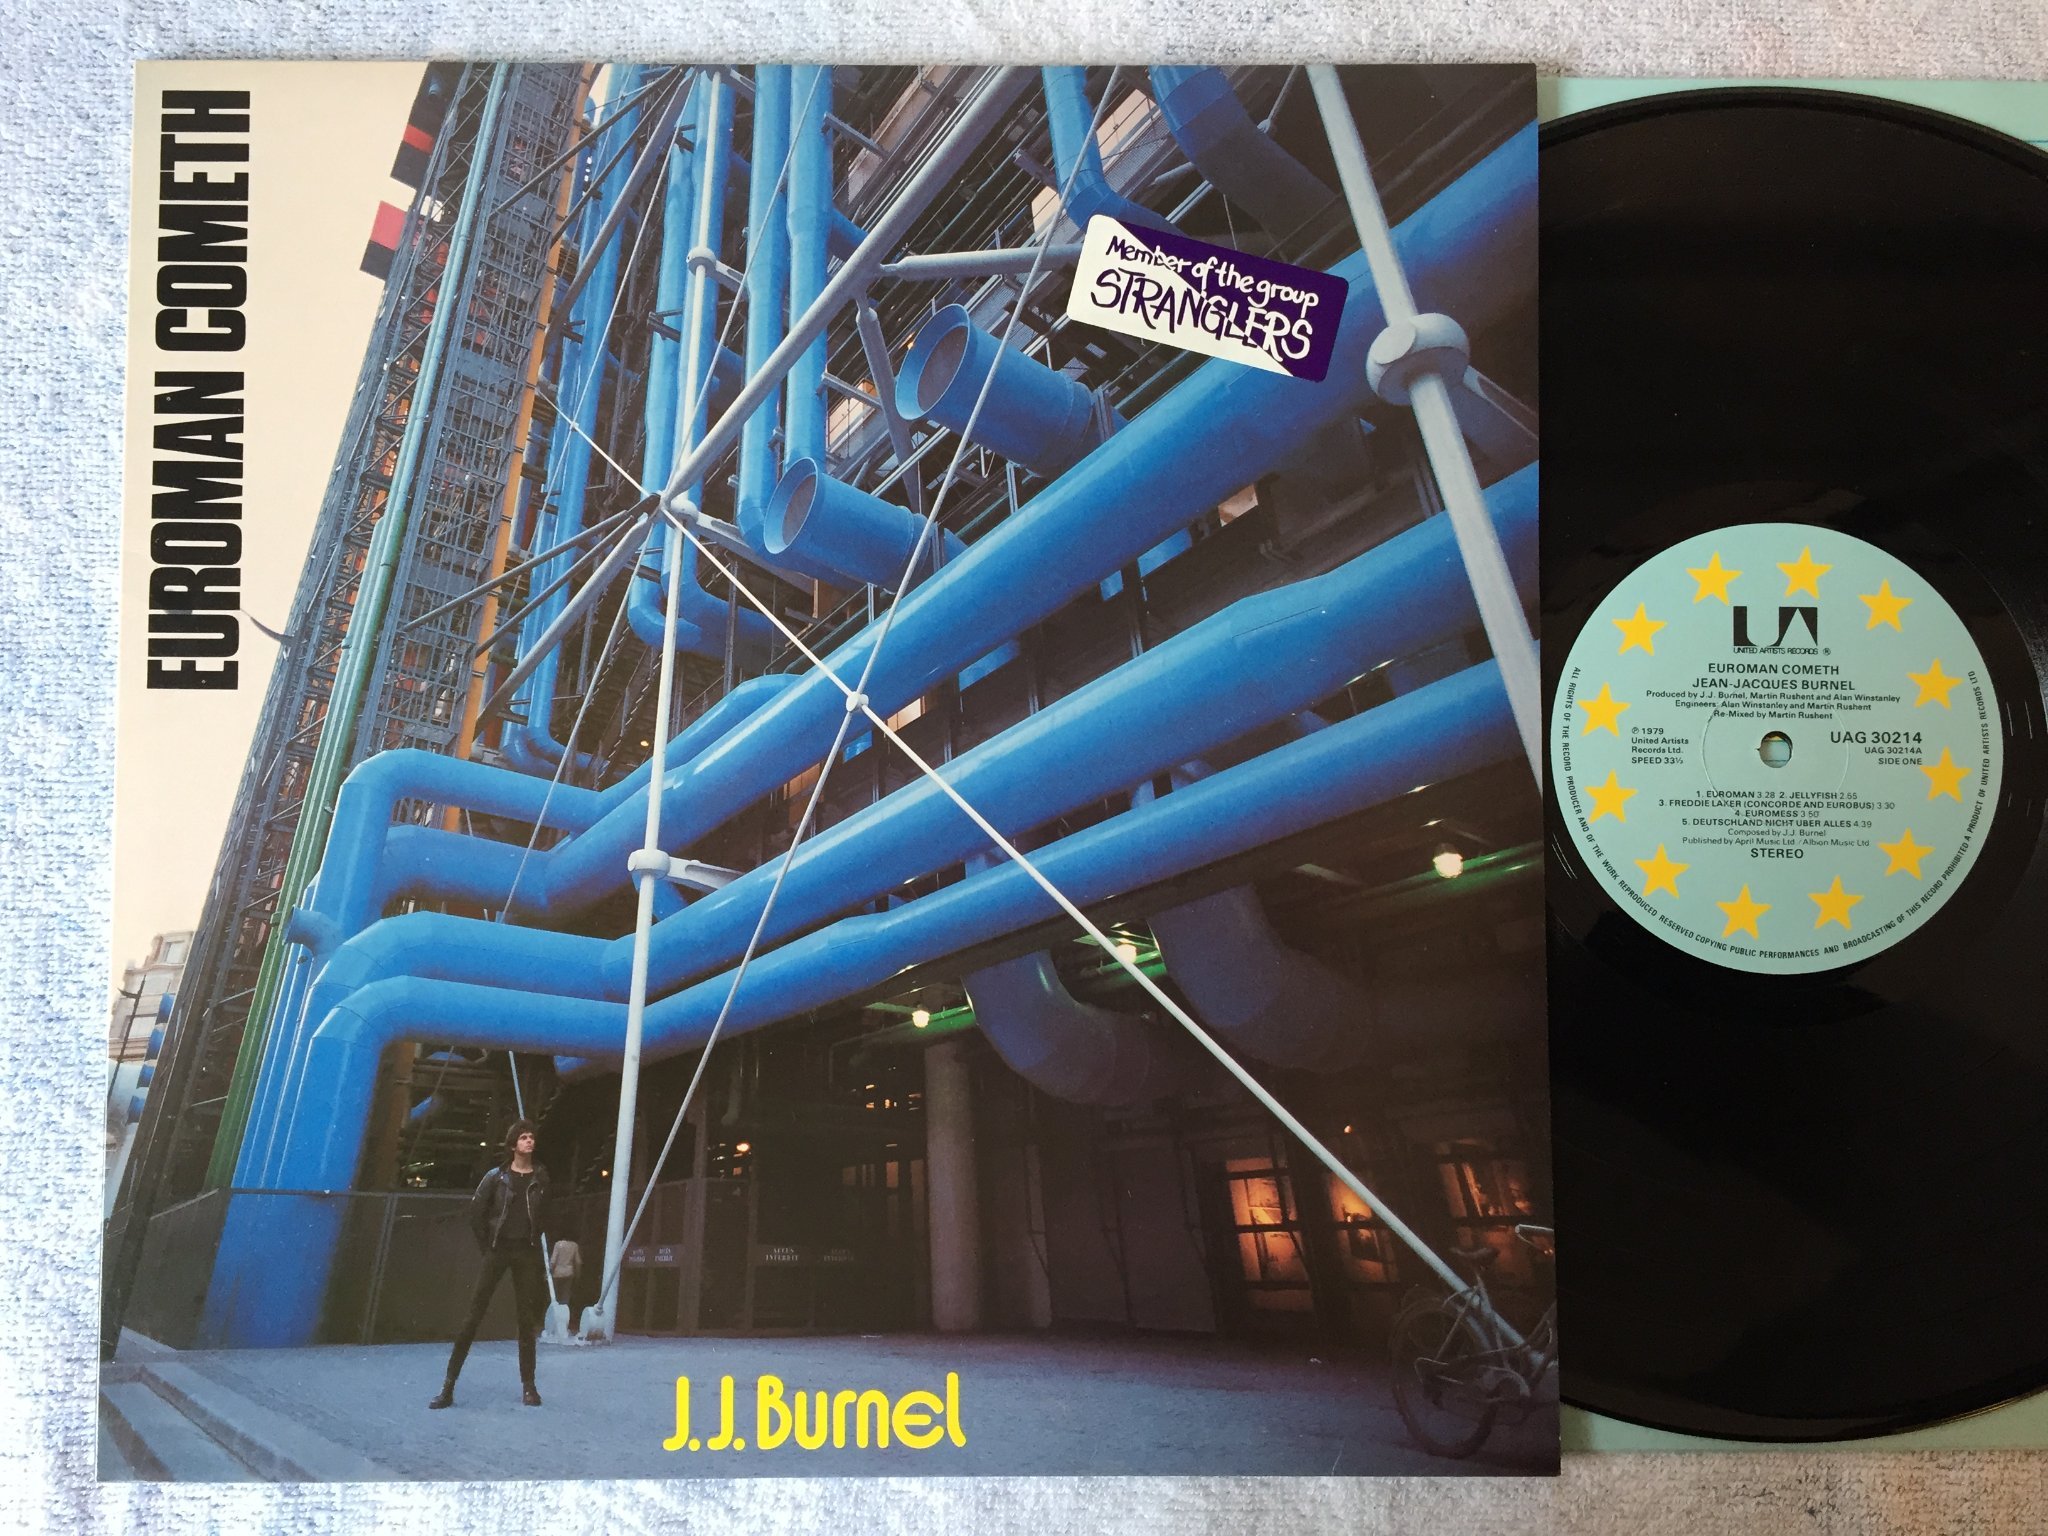 EUROMAN COMETH
Member of the group
STRANGLERS
J.J. Burnel
ACCES
INTERDIT
UA
UNITED ARTISTS RECORDS ®
EUROMAN COMETH
JEAN-JACQUES BURNEL
Produced by J.J. Burnel, Martin Rushent and Alan Winstanley
Engineers: Alan Winstanley and Martin Rushent
Re-Mixed by Martin Rushent
℗ 1979
United Artists
Records Ltd.
SPEED 33⅓
UAG 30214
UAG 30214A
SIDE ONE
1. EUROMAN 3.28 2. JELLYFISH 2.55
3. FREDDIE LAKER (CONCORDE AND EUROBUS) 3.30
4. EUROMESS 3.50
5. DEUTSCHLAND NICHT UBER ALLES 4.39
Composed by J.J. Burnel
Published by April Music Ltd. / Albion Music Ltd.
STEREO
ALL RIGHTS OF THE RECORD PRODUCER AND OF THE WORK REPRODUCED RESERVED COPYING PUBLIC PERFORMANCES AND BROADCASTING OF THIS RECORD PROHIBITED A PRODUCT OF UNITED ARTISTS RECORDS LTD